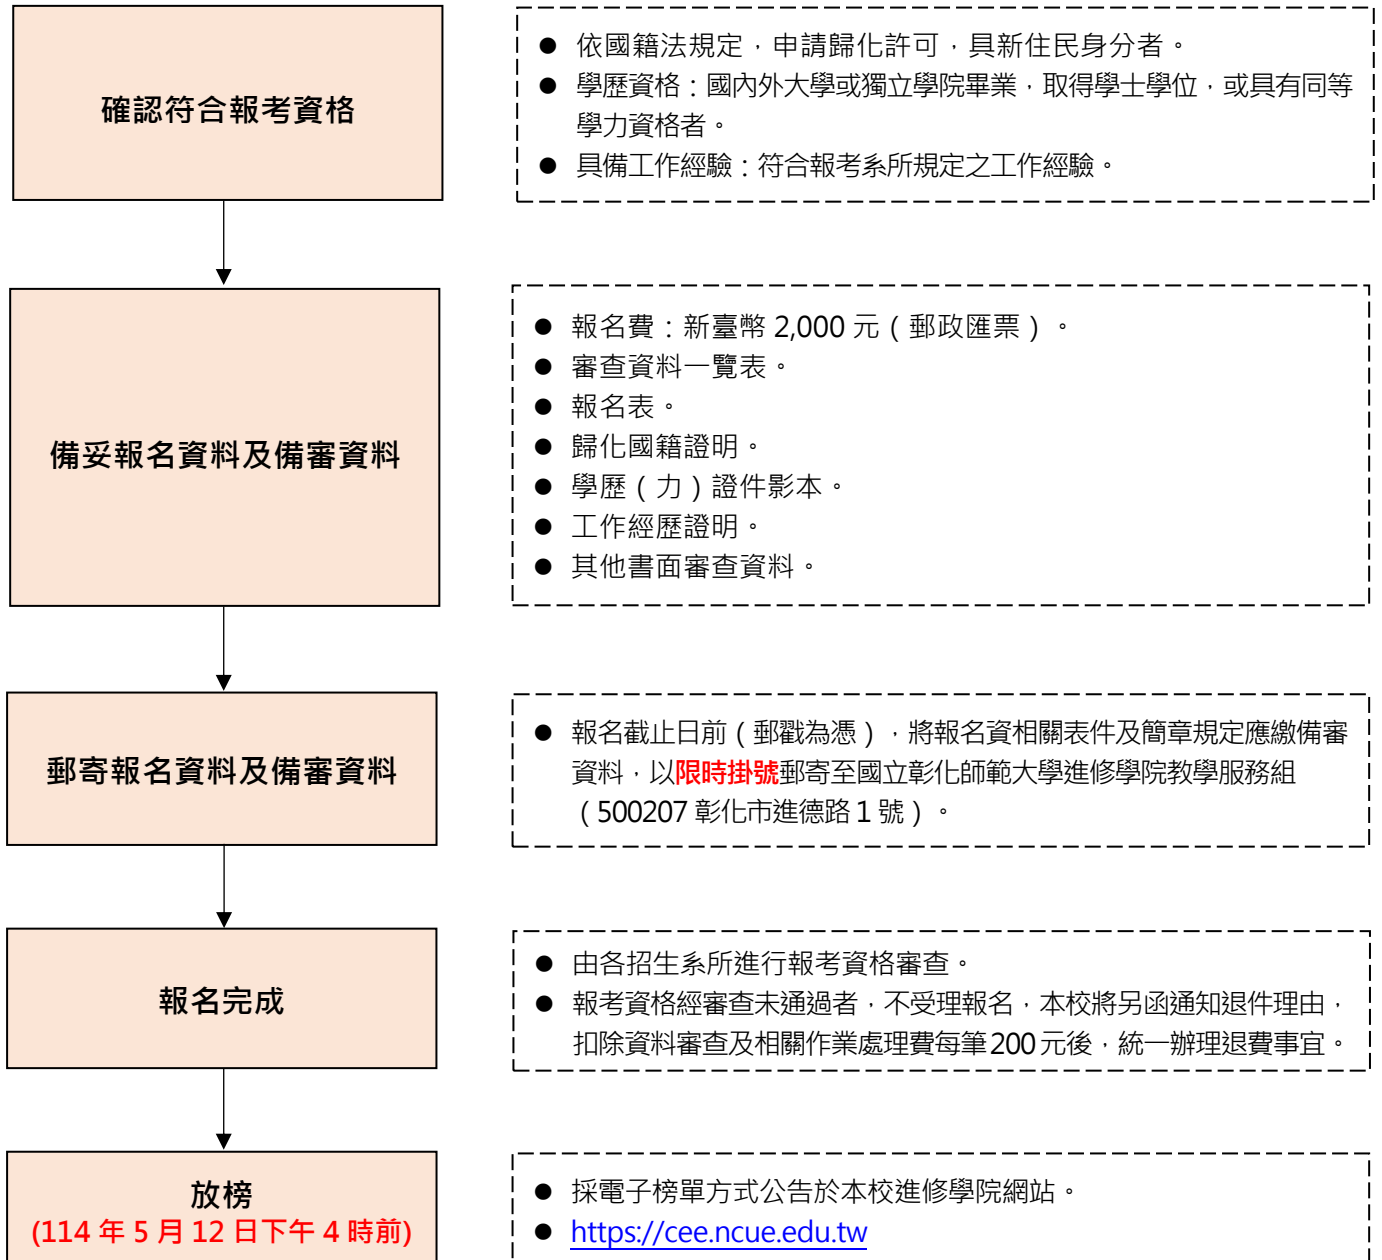 確認符合報考資格
● 依國籍法規定，申請歸化許可，具新住民身分者。
● 學歷資格：國內外大學或獨立學院畢業，取得學士學位，或具有同等
學力資格者。
● 具備工作經驗：符合報考系所規定之工作經驗。
備妥報名資料及備審資料
● 報名費：新臺幣 2,000 元（郵政匯票）。
● 審查資料一覽表。
● 報名表。
● 歸化國籍證明。
● 學歷（力）證件影本。
● 工作經歷證明。
● 其他書面審查資料。
郵寄報名資料及備審資料
● 報名截止日前（郵戳為憑），將報名資相關表件及簡章規定應繳備審
資料，以限時掛號郵寄至國立彰化師範大學進修學院教學服務組
（500207 彰化市進德路 1 號）。
報名完成
● 由各招生系所進行報考資格審查。
● 報考資格經審查未通過者，不受理報名，本校將另函通知退件理由，
扣除資料審查及相關作業處理費每筆 200 元後，統一辦理退費事宜。
放榜
(114 年 5 月 12 日下午 4 時前)
● 採電子榜單方式公告於本校進修學院網站。
● https://cee.ncue.edu.tw